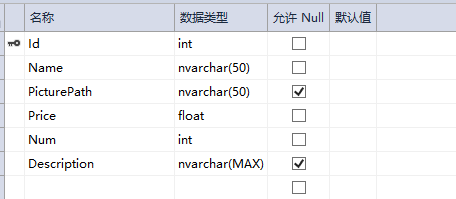 名称 数据类型 允许 Null 默认值
Id int
Name nvarchar(50)
PicturePath nvarchar(50)
Price float
Num int
Description nvarchar(MAX)